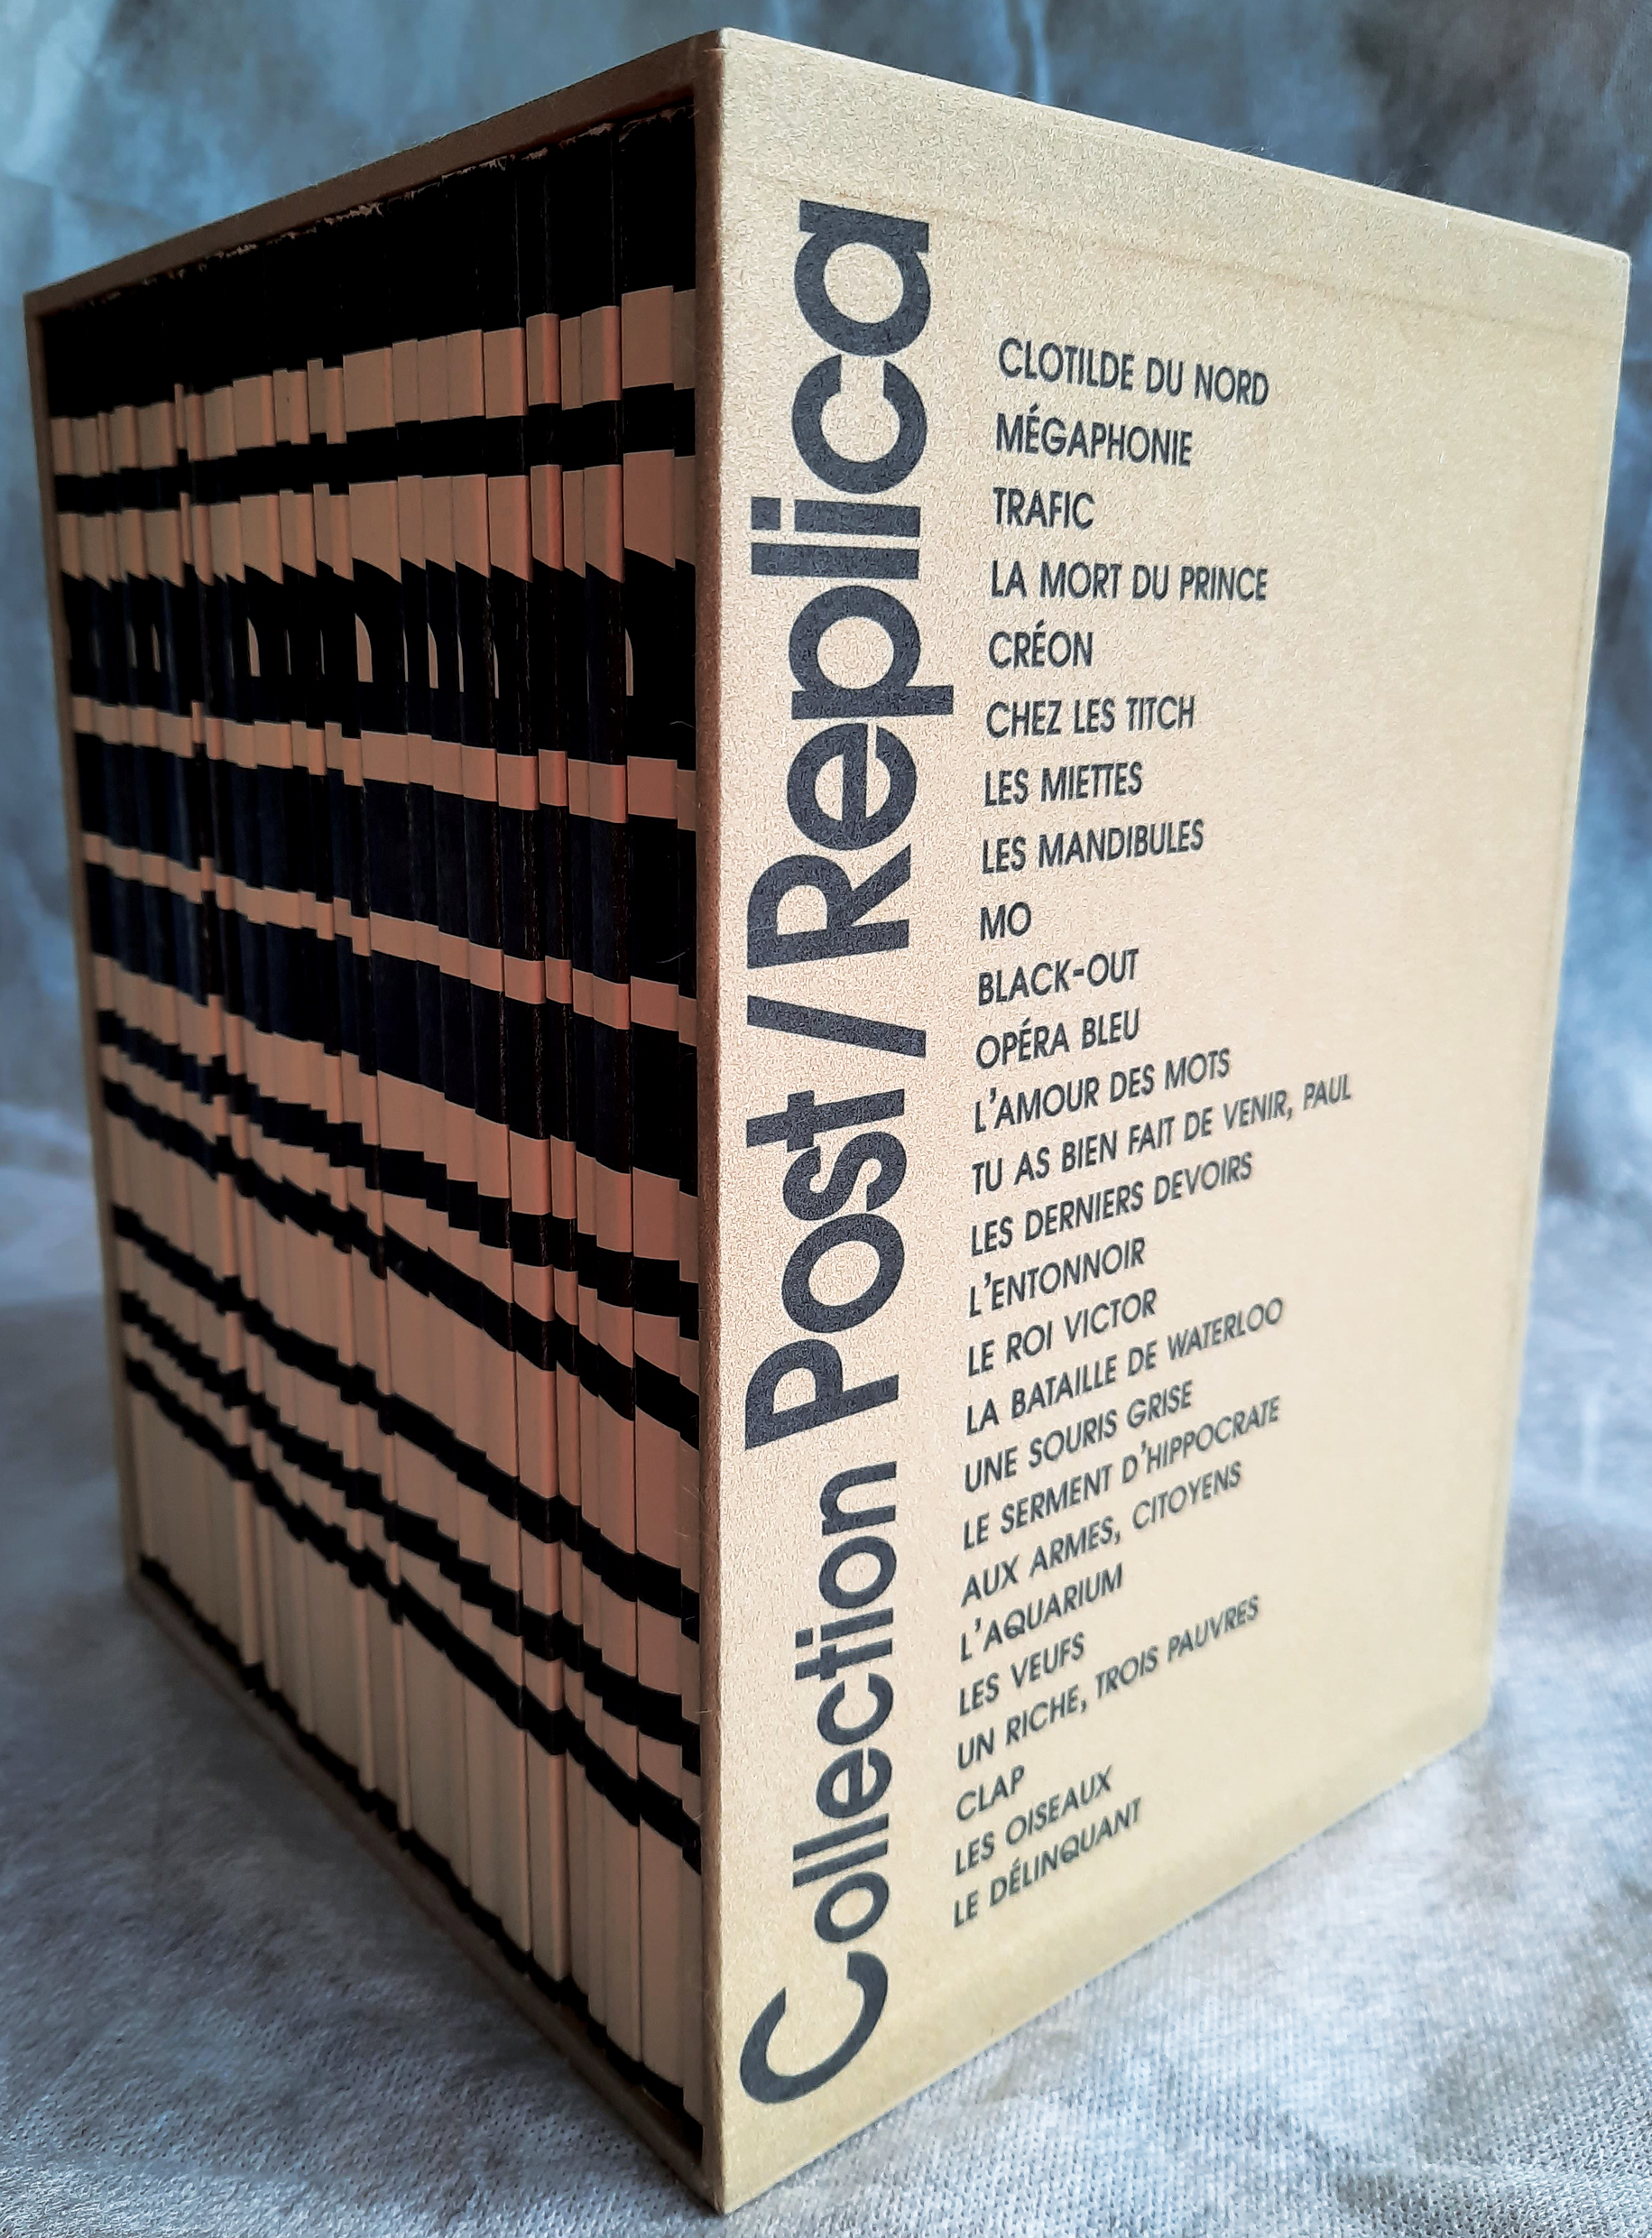 Collection Post / Replica
CLOTILDE DU NORD
MÉGAPHONIE
TRAFIC
LA MORT DU PRINCE
CRÉON
CHEZ LES TITCH
LES MIETTES
LES MANDIBULES
MO
BLACK-OUT
OPÉRA BLEU
L'AMOUR DES MOTS
TU AS BIEN FAIT DE VENIR, PAUL
LES DERNIERS DEVOIRS
L'ENTONNOIR
LE ROI VICTOR
LA BATAILLE DE WATERLOO
UNE SOURIS GRISE
LE SERMENT D'HIPPOCRATE
AUX ARMES, CITOYENS
L'AQUARIUM
LES VEUFS
UN RICHE, TROIS PAUVRES
CLAP
LES OISEAUX
LE DÉLINQUANT